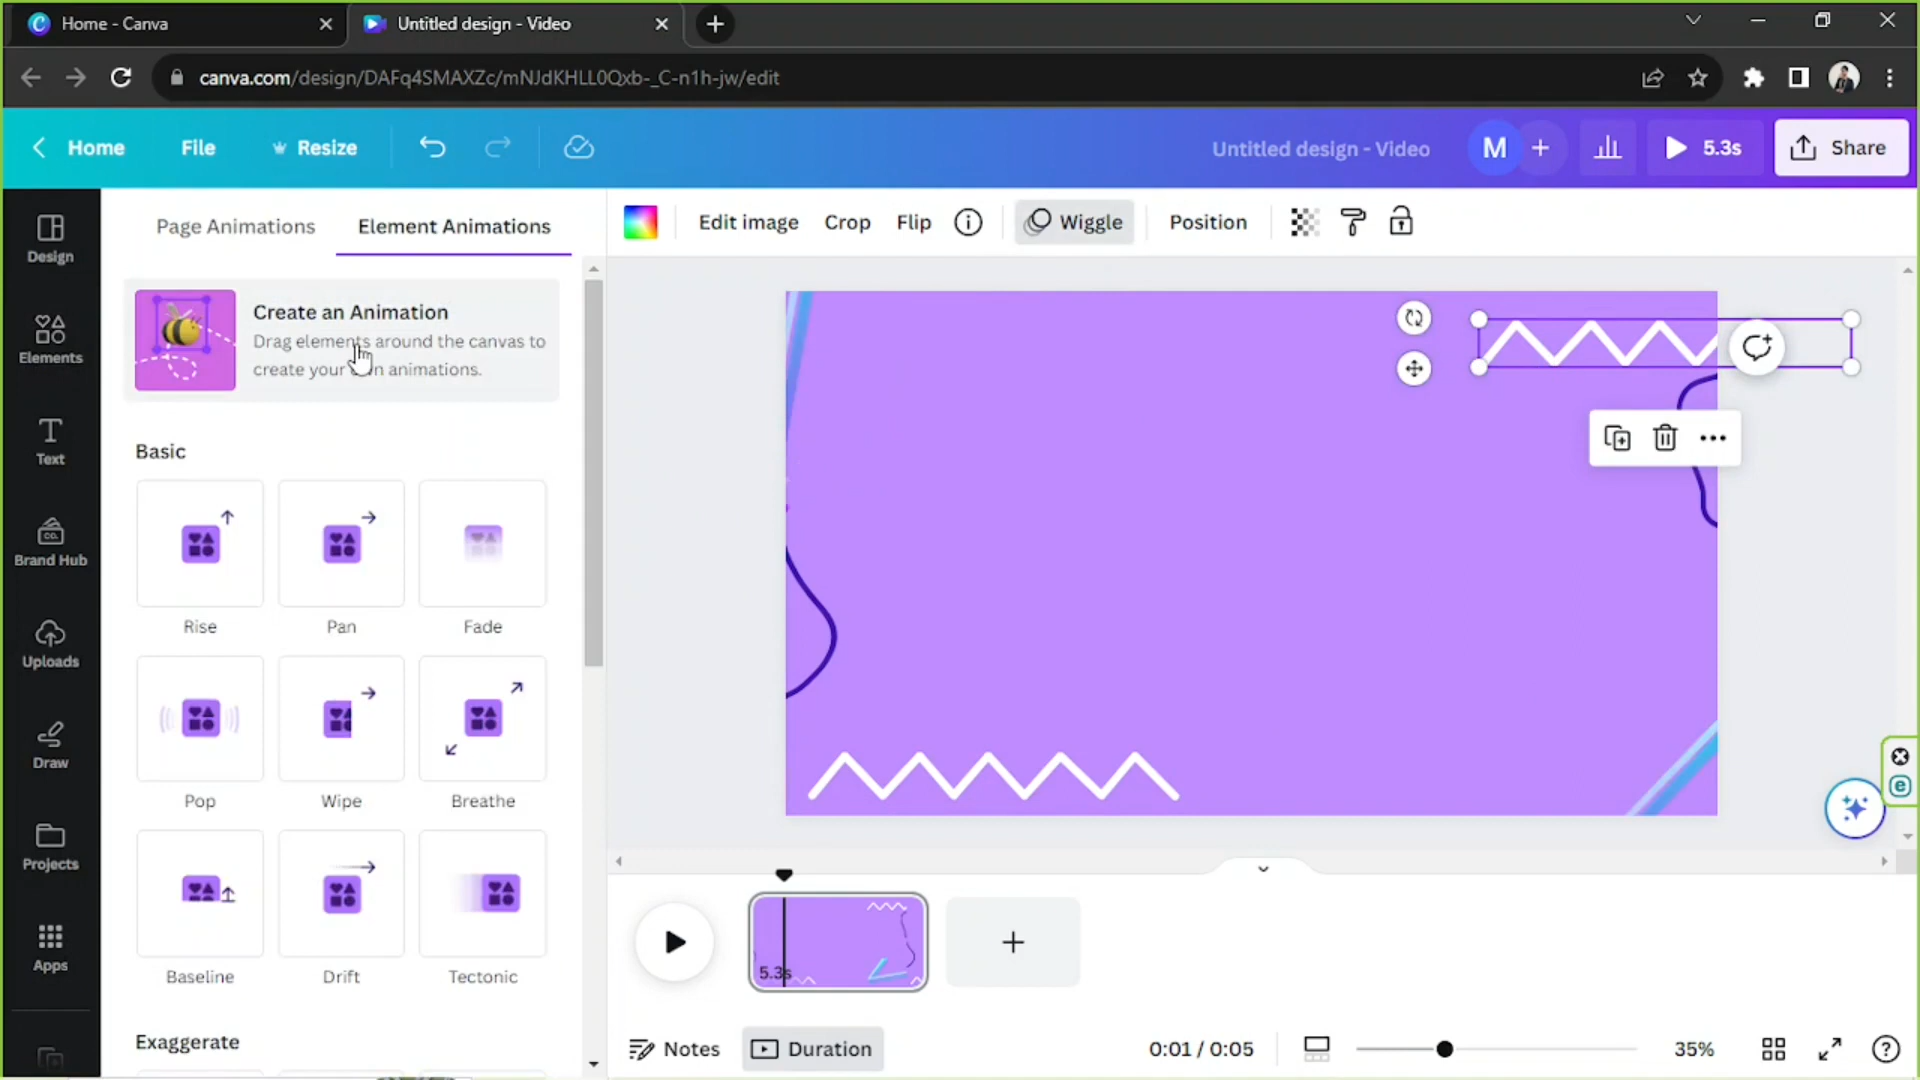 Home - Canva
Untitled design - Video
canva.com/design/DAFq4SMAXZc/mNJdKHLL0Qxb-_C-n1h-jw/edit
Home
File
Resize
Untitled design - Video
M
5.3s
Share
Design
Elements
Text
CO.
Brand Hub
Uploads
Draw
Projects
Apps
Page Animations
Element Animations
Create an Animation
Drag elements around the canvas to
create your own animations.
Basic
Rise
Pan
Fade
Pop
Wipe
Breathe
Baseline
Drift
Tectonic
Exaggerate
Edit image
Crop
Flip
Wiggle
Position
5.3s
Notes
Duration
0:01 / 0:05
35%